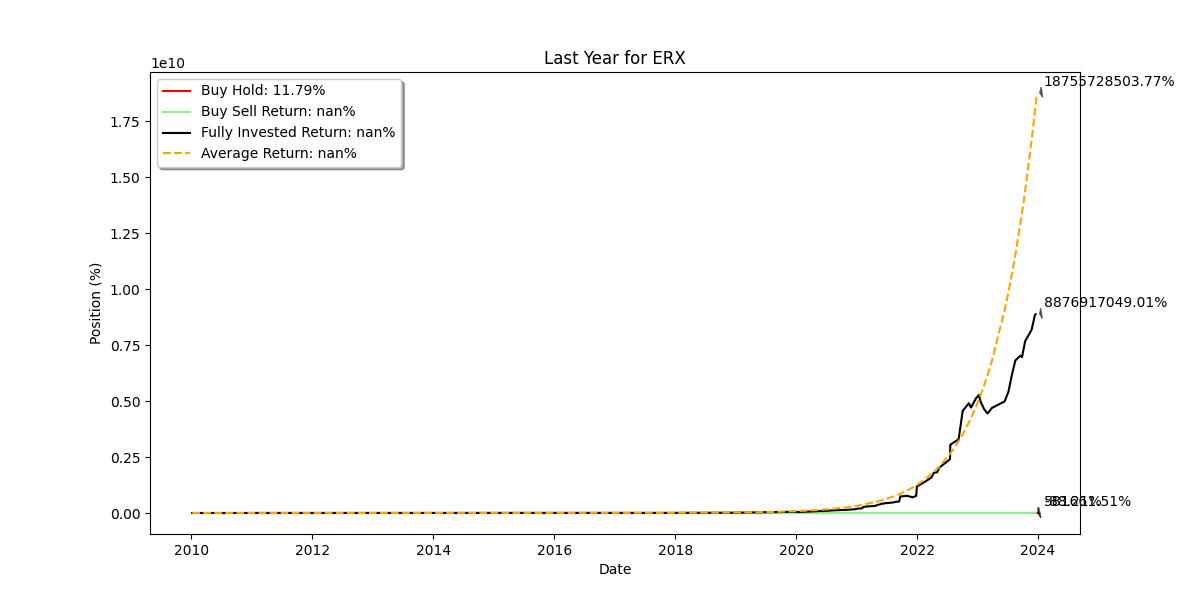 Last Year for ERX
1e10
Buy Hold: 11.79%
Buy Sell Return: nan%
Fully Invested Return: nan%
Average Return: nan%
18755728503.77%
8876917049.01%
1.75
1.50
1.25
1.00
0.75
0.50
0.25
0.00
Position (%)
2010
2012
2014
2016
2018
2020
2022
2024
Date